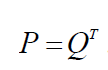 P = Q^T